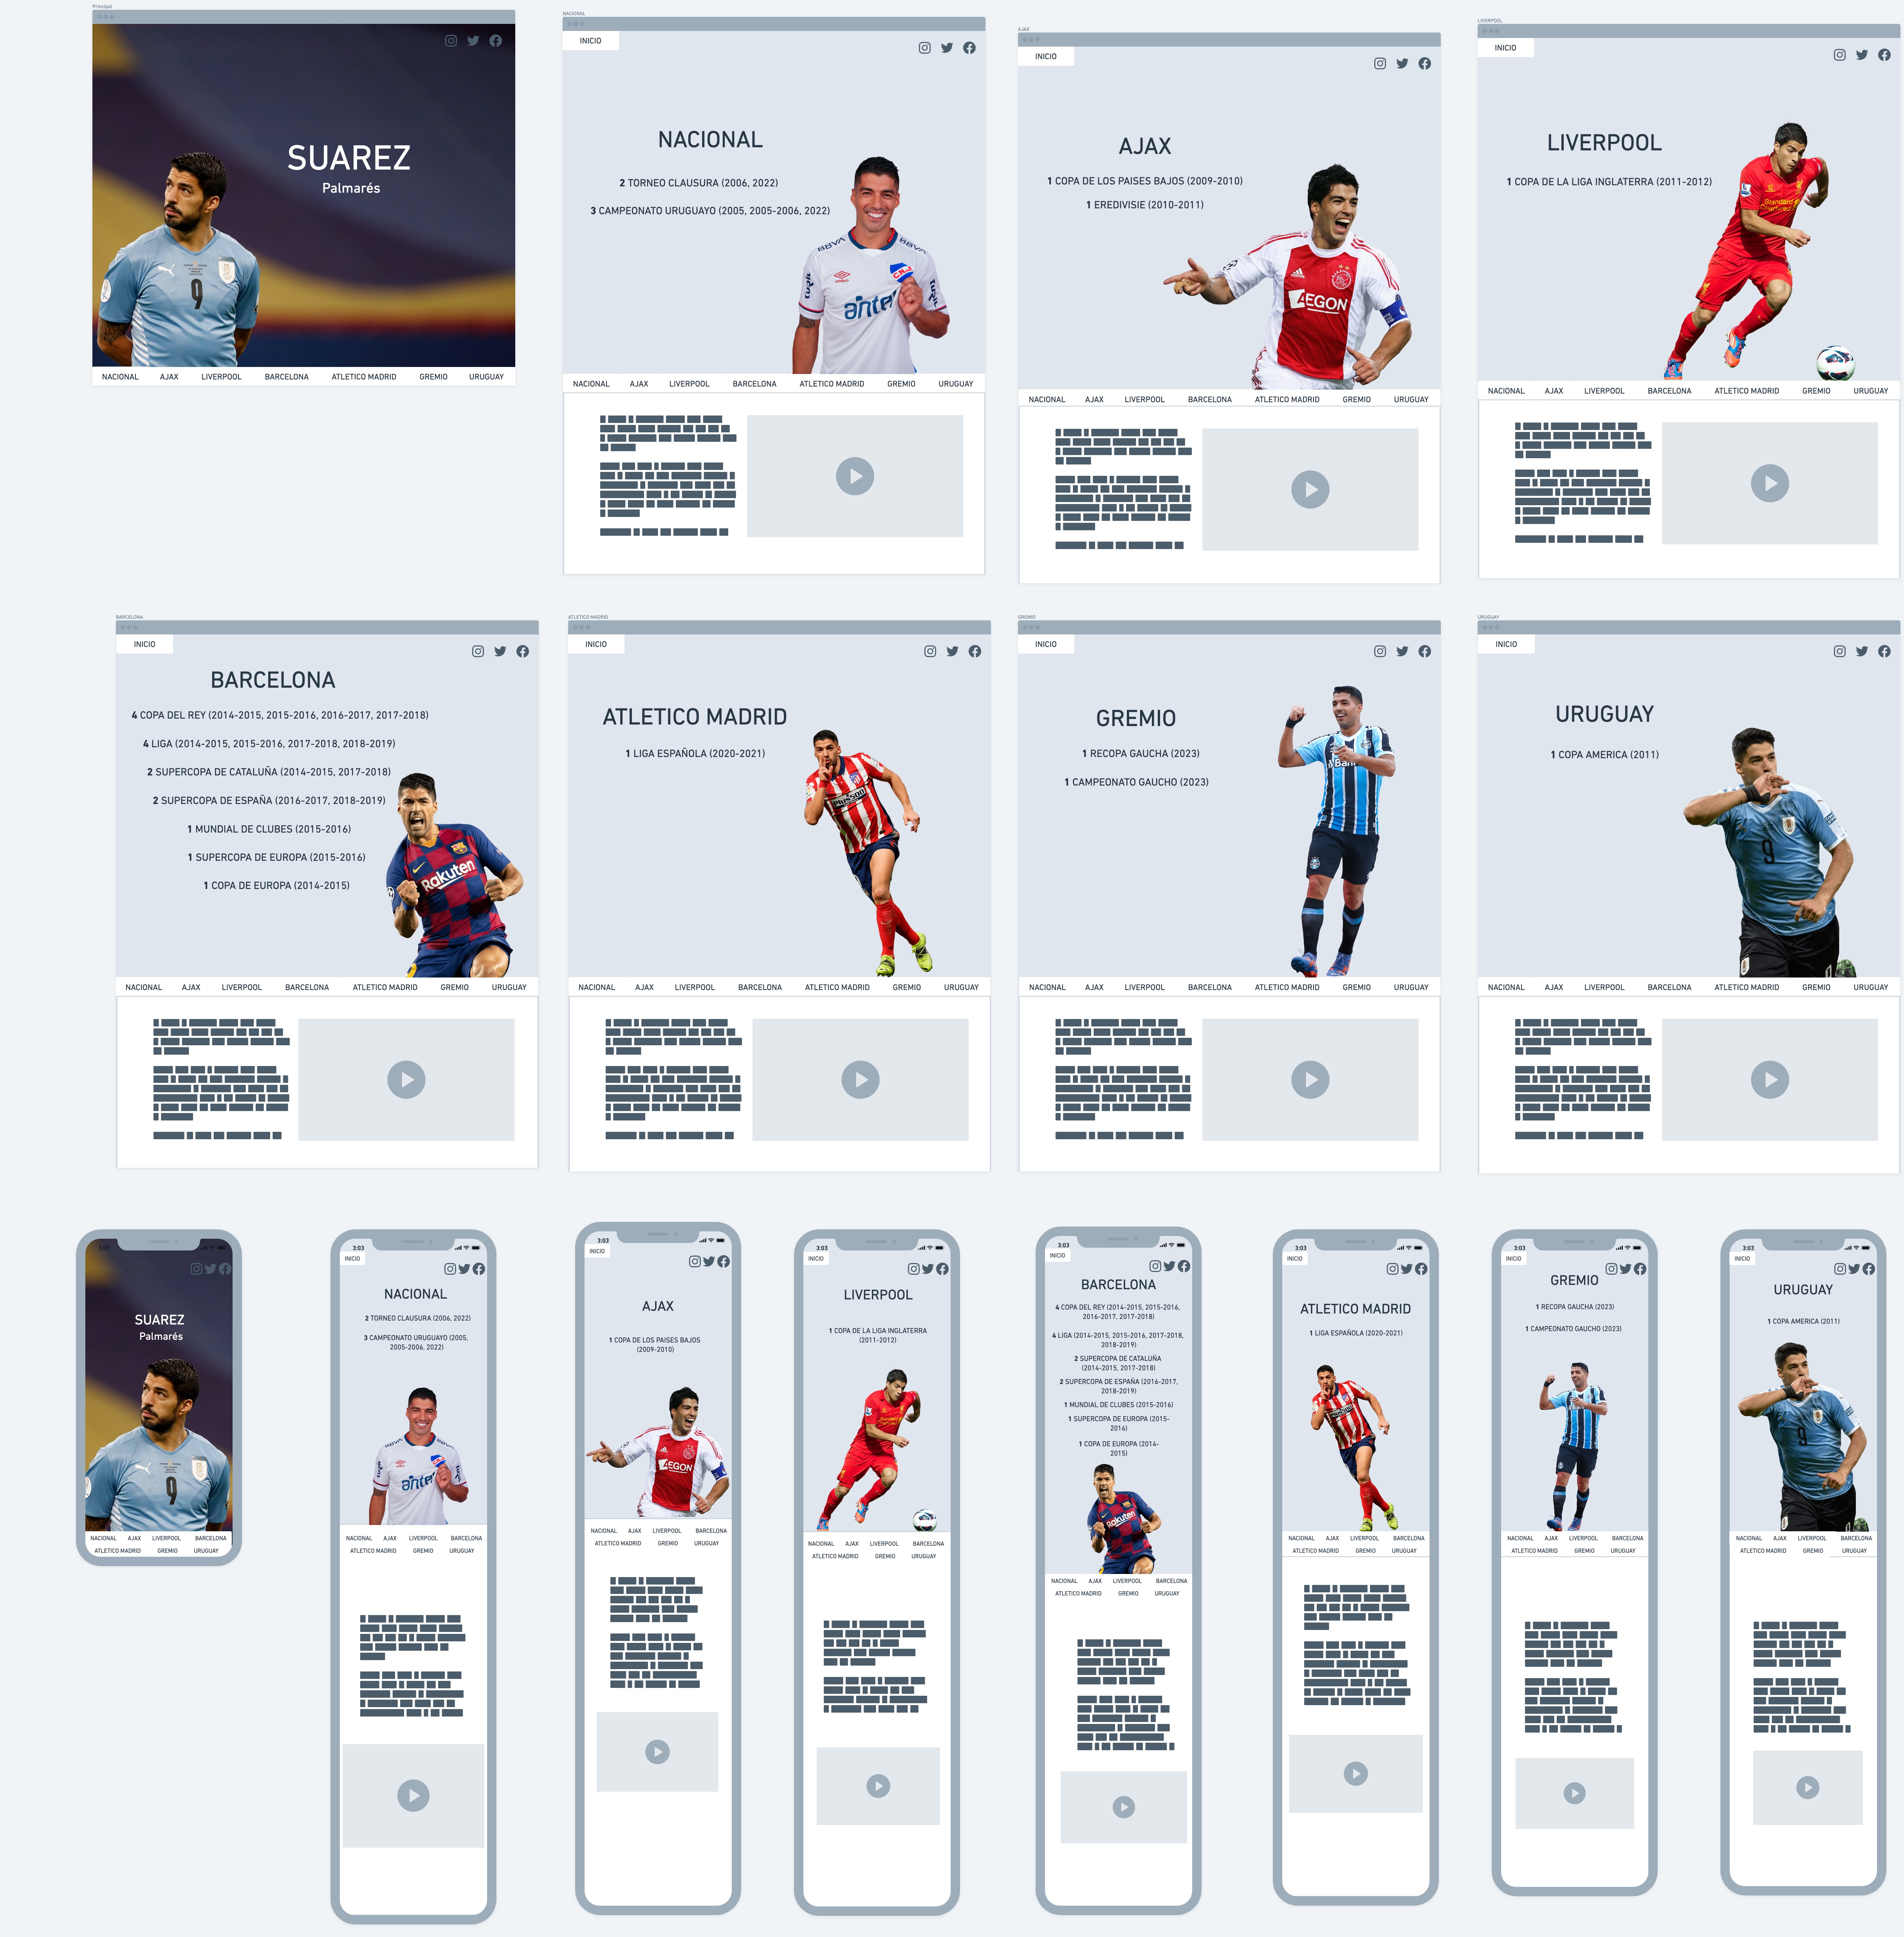 Principal
SUAREZ
Palmarés
9
NACIONAL AJAX LIVERPOOL BARCELONA ATLETICO MADRID GREMIO URUGUAY
NACIONAL
INICIO
NACIONAL
2 TORNEO CLAUSURA (2006, 2022)
3 CAMPEONATO URUGUAYO (2005, 2005-2006, 2022)
BBVA BBVA
umbro
antel
NACIONAL AJAX LIVERPOOL BARCELONA ATLETICO MADRID GREMIO URUGUAY
AJAX
INICIO
AJAX
1 COPA DE LOS PAISES BAJOS (2009-2010)
1 EREDIVISIE (2010-2011)
AEGON
NACIONAL AJAX LIVERPOOL BARCELONA ATLETICO MADRID GREMIO URUGUAY
LIVERPOOL
INICIO
LIVERPOOL
1 COPA DE LA LIGA INGLATERRA (2011-2012)
Standard
Chartered
NACIONAL AJAX LIVERPOOL BARCELONA ATLETICO MADRID GREMIO URUGUAY
BARCELONA
INICIO
BARCELONA
4 COPA DEL REY (2014-2015, 2015-2016, 2016-2017, 2017-2018)
4 LIGA (2014-2015, 2015-2016, 2017-2018, 2018-2019)
2 SUPERCOPA DE CATALUÑA (2014-2015, 2017-2018)
2 SUPERCOPA DE ESPAÑA (2016-2017, 2018-2019)
1 MUNDIAL DE CLUBES (2015-2016)
1 SUPERCOPA DE EUROPA (2015-2016)
1 COPA DE EUROPA (2014-2015)
Rakuten
NACIONAL AJAX LIVERPOOL BARCELONA ATLETICO MADRID GREMIO URUGUAY
ATLETICO MADRID
INICIO
ATLETICO MADRID
1 LIGA ESPAÑOLA (2020-2021)
Plus500
NACIONAL AJAX LIVERPOOL BARCELONA ATLETICO MADRID GREMIO URUGUAY
GREMIO
INICIO
GREMIO
1 RECOPA GAUCHA (2023)
1 CAMPEONATO GAUCHO (2023)
NACIONAL AJAX LIVERPOOL BARCELONA ATLETICO MADRID GREMIO URUGUAY
URUGUAY
INICIO
URUGUAY
1 COPA AMERICA (2011)
9
NACIONAL AJAX LIVERPOOL BARCELONA ATLETICO MADRID GREMIO URUGUAY
3:03
SUAREZ
Palmarés
9
NACIONAL AJAX LIVERPOOL BARCELONA
ATLETICO MADRID GREMIO URUGUAY
3:03
INICIO
NACIONAL
2 TORNEO CLAUSURA (2006, 2022)
3 CAMPEONATO URUGUAYO (2005,
2005-2006, 2022)
BBVA BBVA
antel
NACIONAL AJAX LIVERPOOL BARCELONA
ATLETICO MADRID GREMIO URUGUAY
3:03
INICIO
AJAX
1 COPA DE LOS PAISES BAJOS
(2009-2010)
AEGON
NACIONAL AJAX LIVERPOOL BARCELONA
ATLETICO MADRID GREMIO URUGUAY
3:03
INICIO
LIVERPOOL
1 COPA DE LA LIGA INGLATERRA
(2011-2012)
NACIONAL AJAX LIVERPOOL BARCELONA
ATLETICO MADRID GREMIO URUGUAY
3:03
INICIO
BARCELONA
4 COPA DEL REY (2014-2015, 2015-2016,
2016-2017, 2017-2018)
4 LIGA (2014-2015, 2015-2016, 2017-2018,
2018-2019)
2 SUPERCOPA DE CATALUÑA
(2014-2015, 2017-2018)
2 SUPERCOPA DE ESPAÑA (2016-2017,
2018-2019)
1 MUNDIAL DE CLUBES (2015-2016)
1 SUPERCOPA DE EUROPA (2015-
2016)
1 COPA DE EUROPA (2014-
2015)
Rakuten
NACIONAL AJAX LIVERPOOL BARCELONA
ATLETICO MADRID GREMIO URUGUAY
3:03
INICIO
ATLETICO MADRID
1 LIGA ESPAÑOLA (2020-2021)
NACIONAL AJAX LIVERPOOL BARCELONA
ATLETICO MADRID GREMIO URUGUAY
3:03
INICIO
GREMIO
1 RECOPA GAUCHA (2023)
1 CAMPEONATO GAUCHO (2023)
NACIONAL AJAX LIVERPOOL BARCELONA
ATLETICO MADRID GREMIO URUGUAY
3:03
INICIO
URUGUAY
1 COPA AMERICA (2011)
9
NACIONAL AJAX LIVERPOOL BARCELONA
ATLETICO MADRID GREMIO URUGUAY